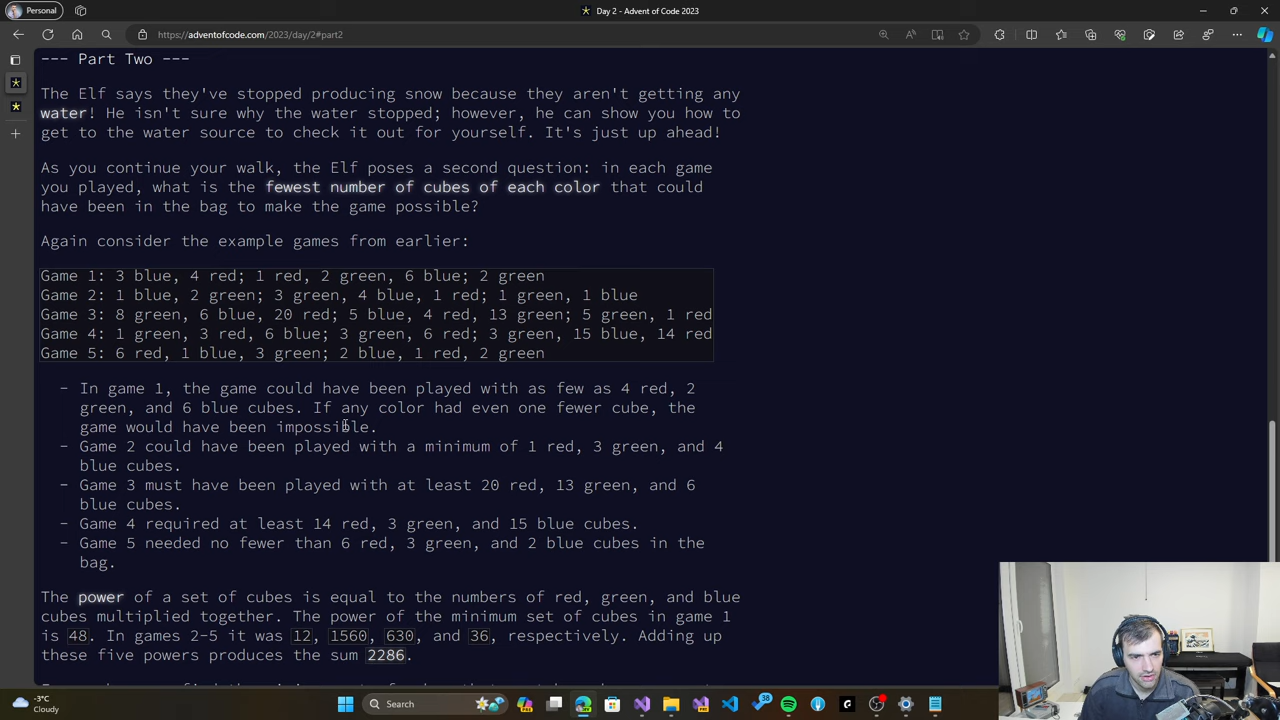 Personal
Day 2 - Advent of Code 2023
https://adventofcode.com/2023/day/2#part2
--- Part Two ---
The Elf says they've stopped producing snow because they aren't getting any
water! He isn't sure why the water stopped; however, he can show you how to
get to the water source to check it out for yourself. It's just up ahead!
As you continue your walk, the Elf poses a second question: in each game
you played, what is the fewest number of cubes of each color that could
have been in the bag to make the game possible?
Again consider the example games from earlier:
Game 1: 3 blue, 4 red; 1 red, 2 green, 6 blue; 2 green
Game 2: 1 blue, 2 green; 3 green, 4 blue, 1 red; 1 green, 1 blue
Game 3: 8 green, 6 blue, 20 red; 5 blue, 4 red, 13 green; 5 green, 1 red
Game 4: 1 green, 3 red, 6 blue; 3 green, 6 red; 3 green, 15 blue, 14 red
Game 5: 6 red, 1 blue, 3 green; 2 blue, 1 red, 2 green
- In game 1, the game could have been played with as few as 4 red, 2
green, and 6 blue cubes. If any color had even one fewer cube, the
game would have been impossible.
- Game 2 could have been played with a minimum of 1 red, 3 green, and 4
blue cubes.
- Game 3 must have been played with at least 20 red, 13 green, and 6
blue cubes.
- Game 4 required at least 14 red, 3 green, and 15 blue cubes.
- Game 5 needed no fewer than 6 red, 3 green, and 2 blue cubes in the
bag.
The power of a set of cubes is equal to the numbers of red, green, and blue
cubes multiplied together. The power of the minimum set of cubes in game 1
is 48. In games 2-5 it was 12, 1560, 630, and 36, respectively. Adding up
these five powers produces the sum 2286.
-3°C
Cloudy
Search
38